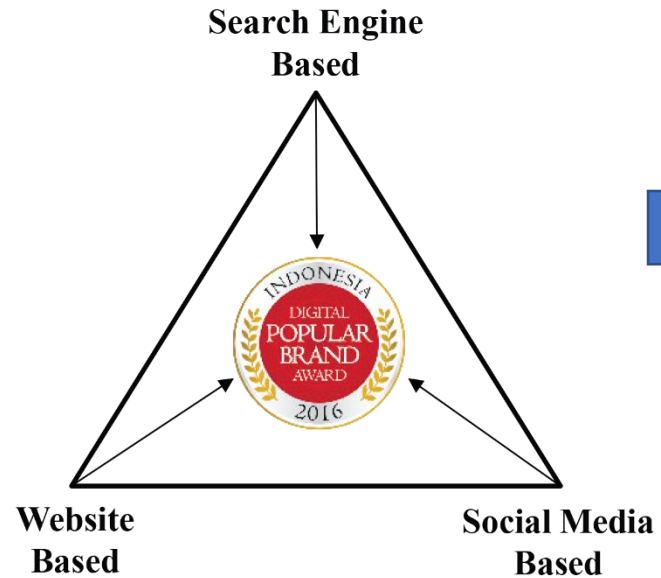 Search Engine
Based
INDONESIA
DIGITAL
POPULAR
BRAND
AWARD
2016
Website
Based
Social Media
Based